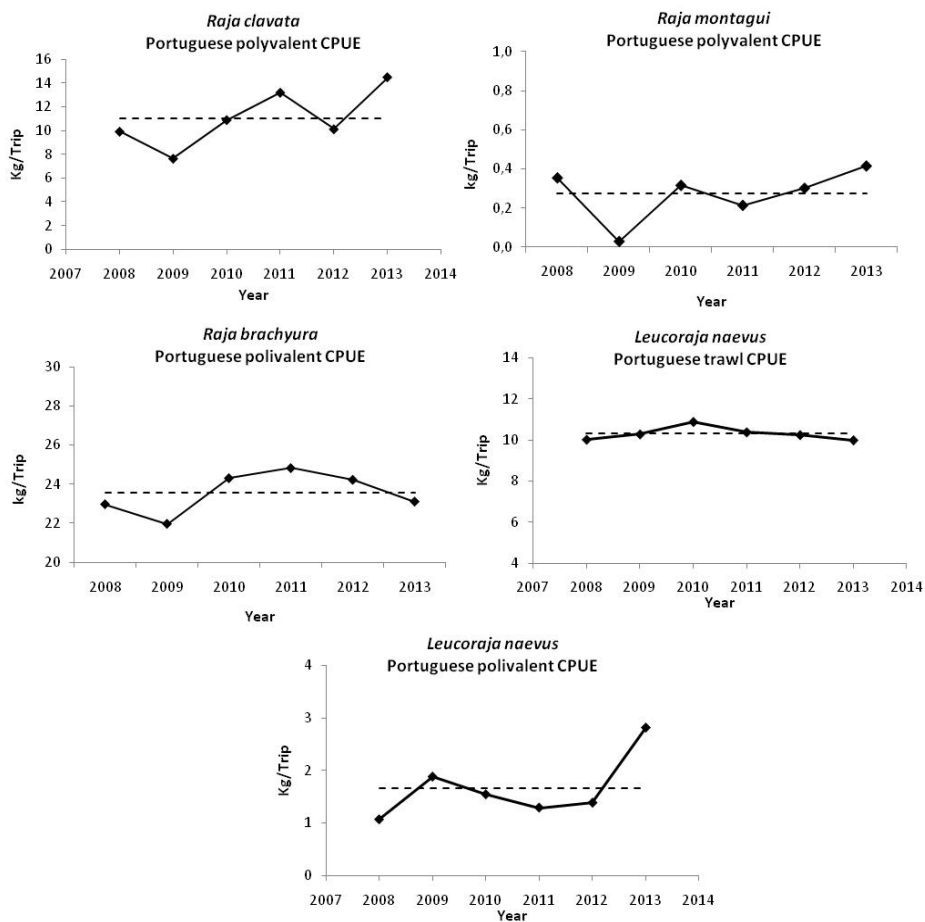 Raja clavata
Portuguese polyvalent CPUE
16
14
12
10
8
6
4
2
0
Kg/Trip
2007 2008 2009 2010 2011 2012 2013 2014
Year
Raja montagui
Portuguese polyvalent CPUE
1,0
0,8
0,6
0,4
0,2
0,0
kg/Trip
2008 2009 2010 2011 2012 2013
Year
Raja brachyura
Portuguese polivalent CPUE
30
28
26
24
22
20
kg/Trip
2008 2009 2010 2011 2012 2013
Year
Leucoraja naevus
Portuguese trawl CPUE
14
12
10
8
6
4
Kg/Trip
2007 2008 2009 2010 2011 2012 2013 2014
Year
Leucoraja naevus
Portuguese polivalent CPUE
4
3
2
1
0
Kg/Trip
2007 2008 2009 2010 2011 2012 2013 2014
Year